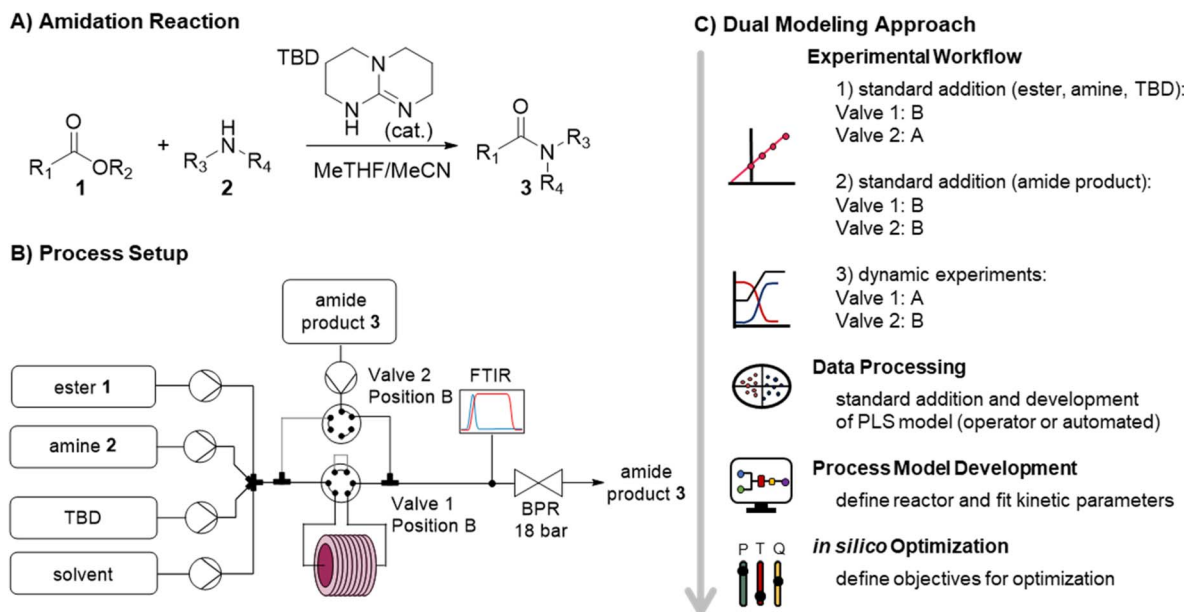 A) Amidation Reaction
TBD
N
N
H
N
(cat.)
O
R1
OR2
1
+
H
N
R3
R4
2
MeTHF/MeCN
O
R1
N
R3
R4
3
B) Process Setup
amide
product 3
ester 1
amine 2
TBD
solvent
Valve 2
Position B
FTIR
Valve 1
Position B
BPR
18 bar
amide
product 3
C) Dual Modeling Approach
Experimental Workflow
1) standard addition (ester, amine, TBD):
Valve 1: B
Valve 2: A
2) standard addition (amide product):
Valve 1: B
Valve 2: B
3) dynamic experiments:
Valve 1: A
Valve 2: B
Data Processing
standard addition and development
of PLS model (operator or automated)
Process Model Development
define reactor and fit kinetic parameters
P T Q
in silico Optimization
define objectives for optimization